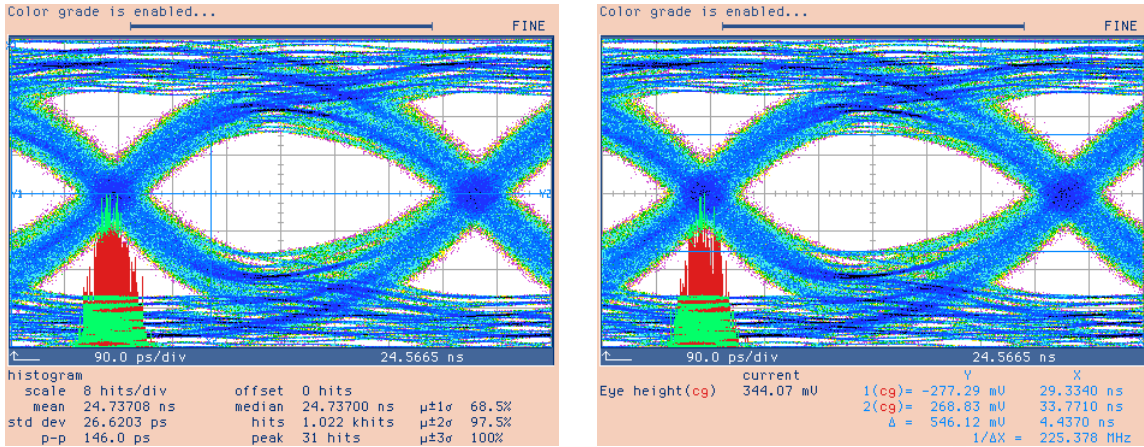 Color grade is enabled...
FINE
V1
V2
90.0 ps/div 24.5665 ns
histogram
scale 8 hits/div offset 0 hits
mean 24.73708 ns median 24.73700 ns µ±1σ 68.5%
std dev 26.6203 ps hits 1.022 khits µ±2σ 97.5%
p-p 146.0 ps peak 31 hits µ±3σ 100%
Color grade is enabled...
FINE
90.0 ps/div 24.5665 ns
current Y X
Eye height(cg) 344.07 mV 1(cg)= -277.29 mV 29.3340 ns
2(cg)= 268.83 mV 33.7710 ns
Δ = 546.12 mV 4.4370 ns
1/ΔX = 225.378 MHz